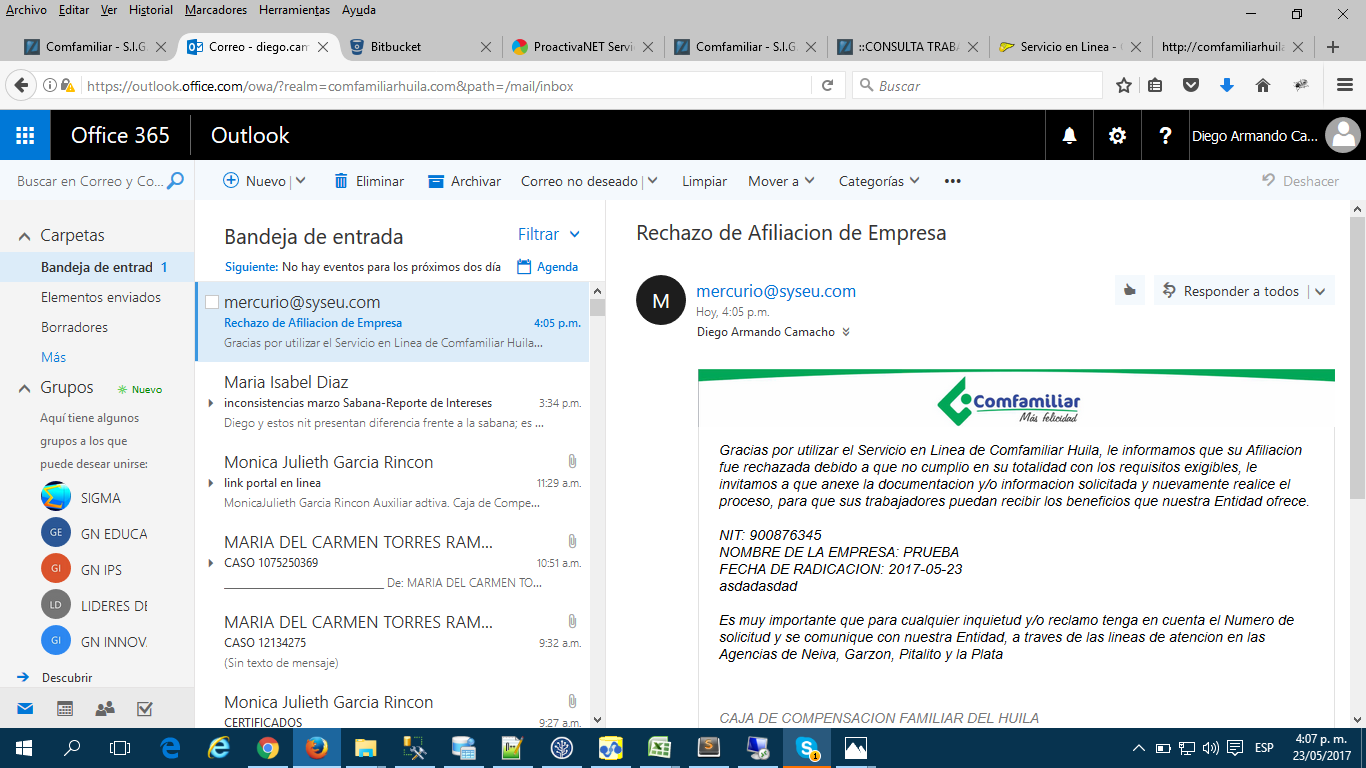 Archivo Editar Ver Historial Marcadores Herramientas Ayuda
Comfamiliar - S.I.G
Correo - diego.cam
Bitbucket
ProactivaNET Servi
Comfamiliar - S.I.G
::CONSULTA TRABA
Servicio en Linea - 
http://comfamiliarhuila
https://outlook.office.com/owa/?realm=comfamiliarhuila.com&path=/mail/inbox
Buscar
Office 365
Outlook
Diego Armando Ca...
Buscar en Correo y Co...
Nuevo
Eliminar
Archivar
Correo no deseado
Limpiar
Mover a
Categorías
Deshacer
Carpetas
Bandeja de entrad 1
Elementos enviados
Borradores
Más
Grupos
Nuevo
Aquí tiene algunos
grupos a los que
puede desear unirse:
SIGMA
GE GN EDUCA
GI GN IPS
LD LIDERES DE
GI GN INNOV
Descubrir
Bandeja de entrada
Filtrar
Siguiente: No hay eventos para los próximos dos día
Agenda
mercurio@syseu.com
Rechazo de Afiliacion de Empresa 4:05 p.m.
Gracias por utilizar el Servicio en Linea de Comfamiliar Huila...
Maria Isabel Diaz
inconsistencias marzo Sabana-Reporte de Intereses 3:34 p.m.
Diego y estos nit presentan diferencia frente a la sabana; es ...
Monica Julieth Garcia Rincon
link portal en linea 11:29 a.m.
MonicaJulieth Garcia Rincon Auxiliar adtiva. Caja de Compe...
MARIA DEL CARMEN TORRES RAM...
CASO 1075250369 10:51 a.m.
De: MARIA DEL CARMEN TO...
MARIA DEL CARMEN TORRES RAM...
CASO 12134275 9:32 a.m.
(Sin texto de mensaje)
Monica Julieth Garcia Rincon
CERTIFICADOS 9:27 a.m.
Rechazo de Afiliacion de Empresa
M
mercurio@syseu.com
Hoy, 4:05 p.m.
Diego Armando Camacho
Responder a todos
Comfamiliar
Más felicidad
Gracias por utilizar el Servicio en Linea de Comfamiliar Huila, le informamos que su Afiliacion
fue rechazada debido a que no cumplio en su totalidad con los requisitos exigibles, le
invitamos a que anexe la documentacion y/o informacion solicitada y nuevamente realice el
proceso, para que sus trabajadores puedan recibir los beneficios que nuestra Entidad ofrece.
NIT: 900876345
NOMBRE DE LA EMPRESA: PRUEBA
FECHA DE RADICACION: 2017-05-23
asdadasdad
Es muy importante que para cualquier inquietud y/o reclamo tenga en cuenta el Numero de
solicitud y se comunique con nuestra Entidad, a traves de las lineas de atencion en las
Agencias de Neiva, Garzon, Pitalito y la Plata
CAJA DE COMPENSACION FAMILIAR DEL HUILA
ESP
4:07 p. m.
23/05/2017